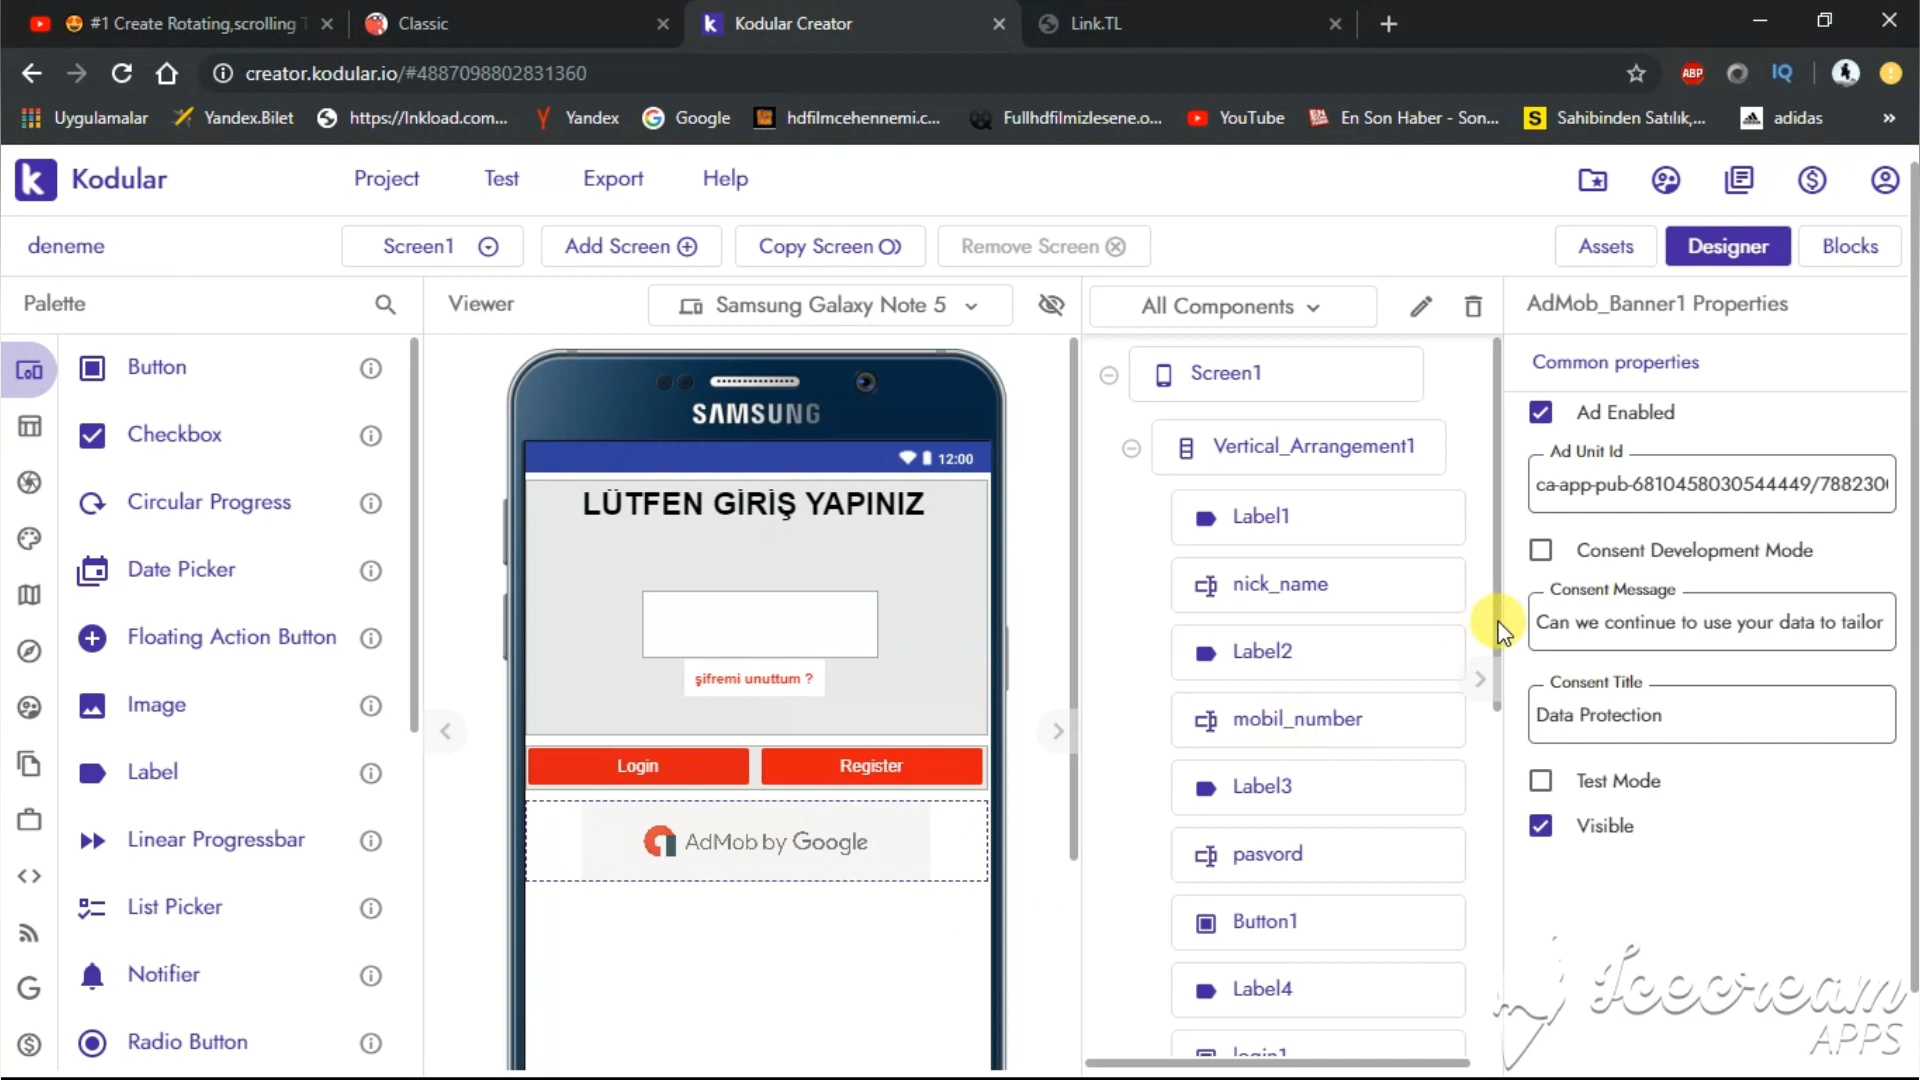 #1 Create Rotating,scrolling
Classic
Kodular Creator
Link.TL
creator.kodular.io/#4887098802831360
ABP
IQ
Uygulamalar
Yandex.Bilet
https://lnkload.com...
Yandex
Google
hdfilmcehennemi.c...
Fullhdfilmizlesene.o...
YouTube
En Son Haber - Son...
Sahibinden Satılık,...
adidas
»
Kodular
Project
Test
Export
Help
deneme
Screen1
Add Screen
Copy Screen
Remove Screen
Assets
Designer
Blocks
Palette
Viewer
Samsung Galaxy Note 5
All Components
AdMob_Banner1 Properties
Button
Checkbox
Circular Progress
Date Picker
Floating Action Button
Image
Label
Linear Progressbar
List Picker
Notifier
Radio Button
SAMSUNG
12:00
LÜTFEN GİRİŞ YAPINIZ
şifremi unuttum ?
Login
Register
AdMob by Google
Screen1
Vertical_Arrangement1
Label1
nick_name
Label2
mobil_number
Label3
pasvord
Button1
Label4
login1
Common properties
Ad Enabled
Ad Unit Id
ca-app-pub-6810458030544449/788230
Consent Development Mode
Consent Message
Can we continue to use your data to tailor
Consent Title
Data Protection
Test Mode
Visible
Icecream
APPS